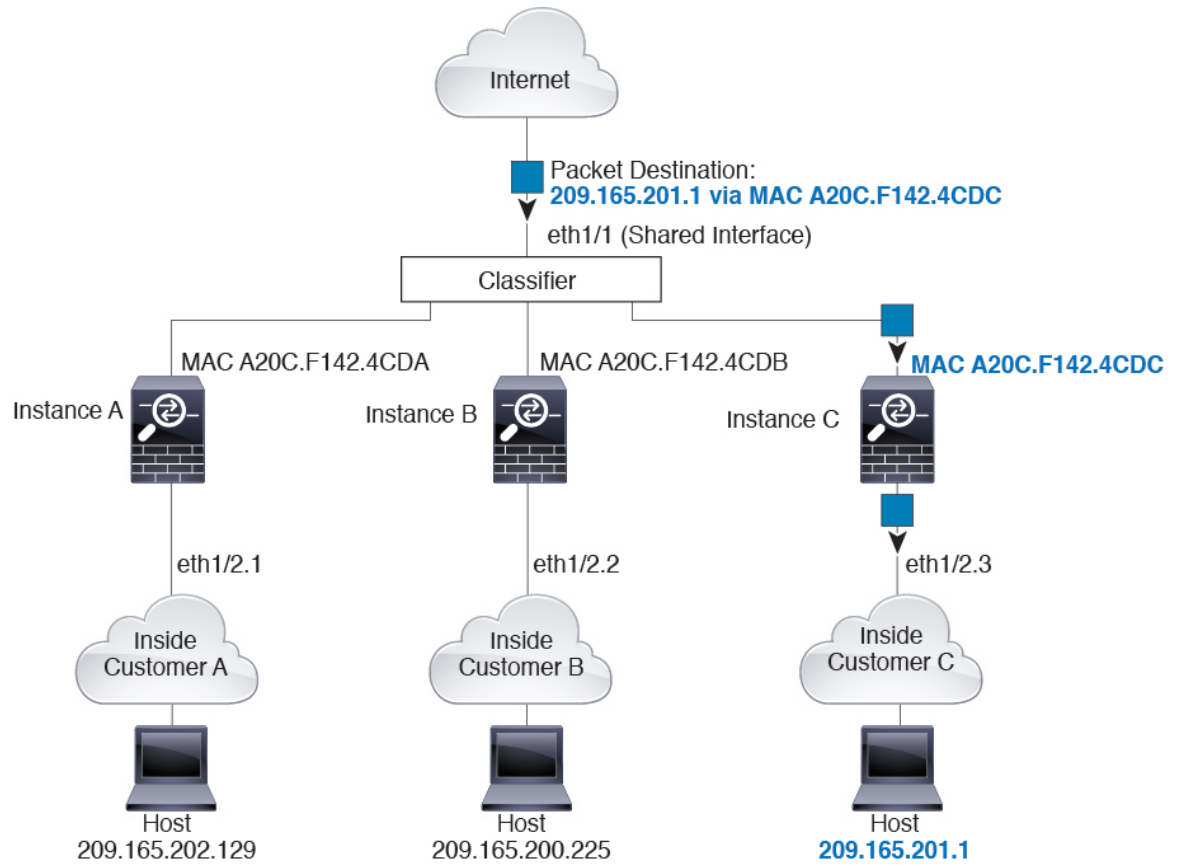 Internet
Packet Destination:
209.165.201.1 via MAC A20C.F142.4CDC
eth1/1 (Shared Interface)
Classifier
MAC A20C.F142.4CDA
MAC A20C.F142.4CDB
MAC A20C.F142.4CDC
Instance A
Instance B
Instance C
eth1/2.1
eth1/2.2
eth1/2.3
Inside
Customer A
Inside
Customer B
Inside
Customer C
Host
209.165.202.129
Host
209.165.200.225
Host
209.165.201.1